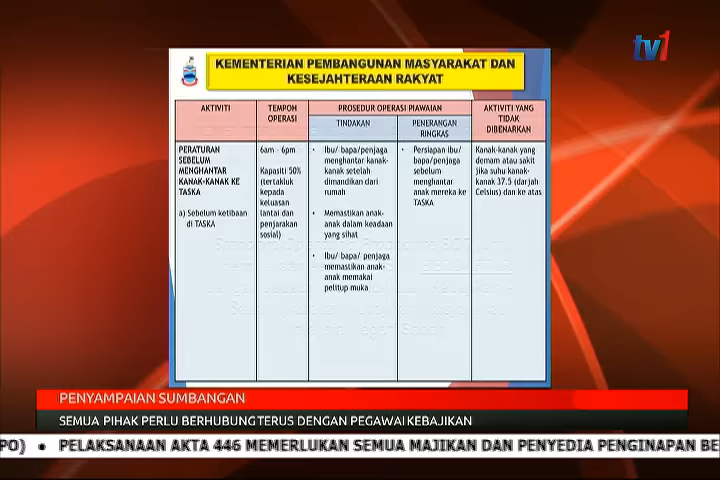 tv1
KEMENTERIAN PEMBANGUNAN MASYARAKAT DAN
KESEJAHTERAAN RAKYAT
AKTIVITI
TEMPOH
OPERASI
PROSEDUR OPERASI PIAWAIAN
TINDAKAN
PENERANGAN
RINGKAS
AKTIVITI YANG
TIDAK
DIBENARKAN
PERATURAN
SEBELUM
MENGHANTAR
KANAK-KANAK KE
TASKA
a) Sebelum ketibaan
di TASKA
6am - 6pm
Kapasiti 50%
(tertakluk
kepada
keluasan
lantai dan
penjarakan
sosial)
• Ibu/ bapa/penjaga
menghantar kanak-
kanak setelah
dimandikan dari
rumah
• Memastikan anak-
anak dalam keadaan
yang sihat
• Ibu/ bapa/ penjaga
memastikan anak-
anak memakai
pelitup muka
• Persiapan ibu/
bapa/penjaga
sebelum
menghantar
anak mereka ke
TASKA
Kanak-kanak yang
demam atau sakit
jika suhu kanak-
kanak 37.5 (darjah
Celsius) dan ke atas
PENYAMPAIAN SUMBANGAN
SEMUA PIHAK PERLU BERHUBUNG TERUS DENGAN PEGAWAI KEBAJIKAN
PO) • PELAKSANAAN AKTA 446 MEMERLUKAN SEMUA MAJIKAN DAN PENYEDIA PENGINAPAN BE